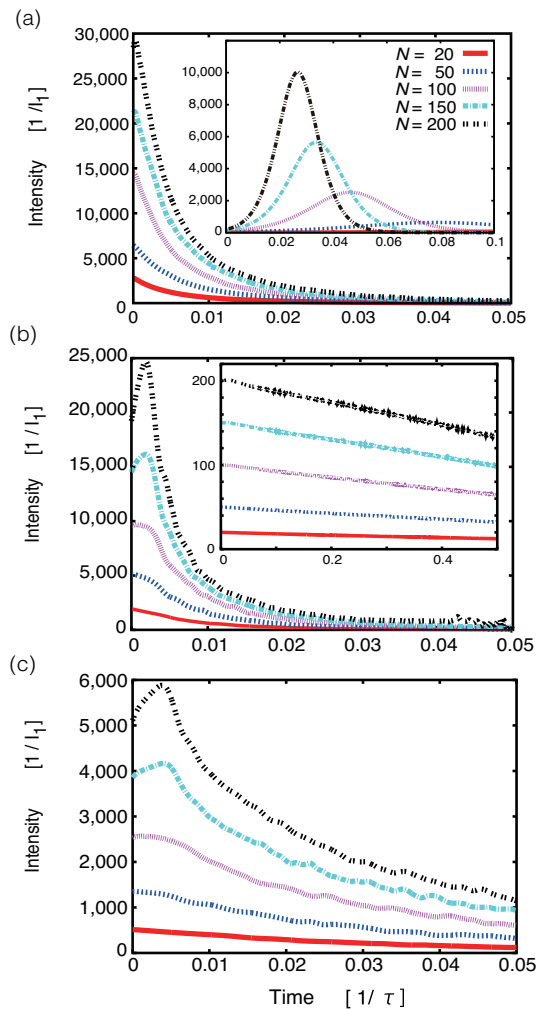 (a)
30,000
25,000
20,000
15,000
10,000
5,000
0
Intensity [1 /I1]
0 0.01 0.02 0.03 0.04 0.05
10,000
8,000
6,000
4,000
2,000
0
0 0.02 0.04 0.06 0.08 0.1
N = 20
N = 50
N = 100
N = 150
N = 200
(b)
25,000
20,000
15,000
10,000
5,000
0
Intensity [1 / I1]
0 0.01 0.02 0.03 0.04 0.05
200
100
0
0 0.2 0.4
(c)
6,000
5,000
4,000
3,000
2,000
1,000
0
Intensity [1 / I1]
0 0.01 0.02 0.03 0.04 0.05
Time [ 1/ τ ]